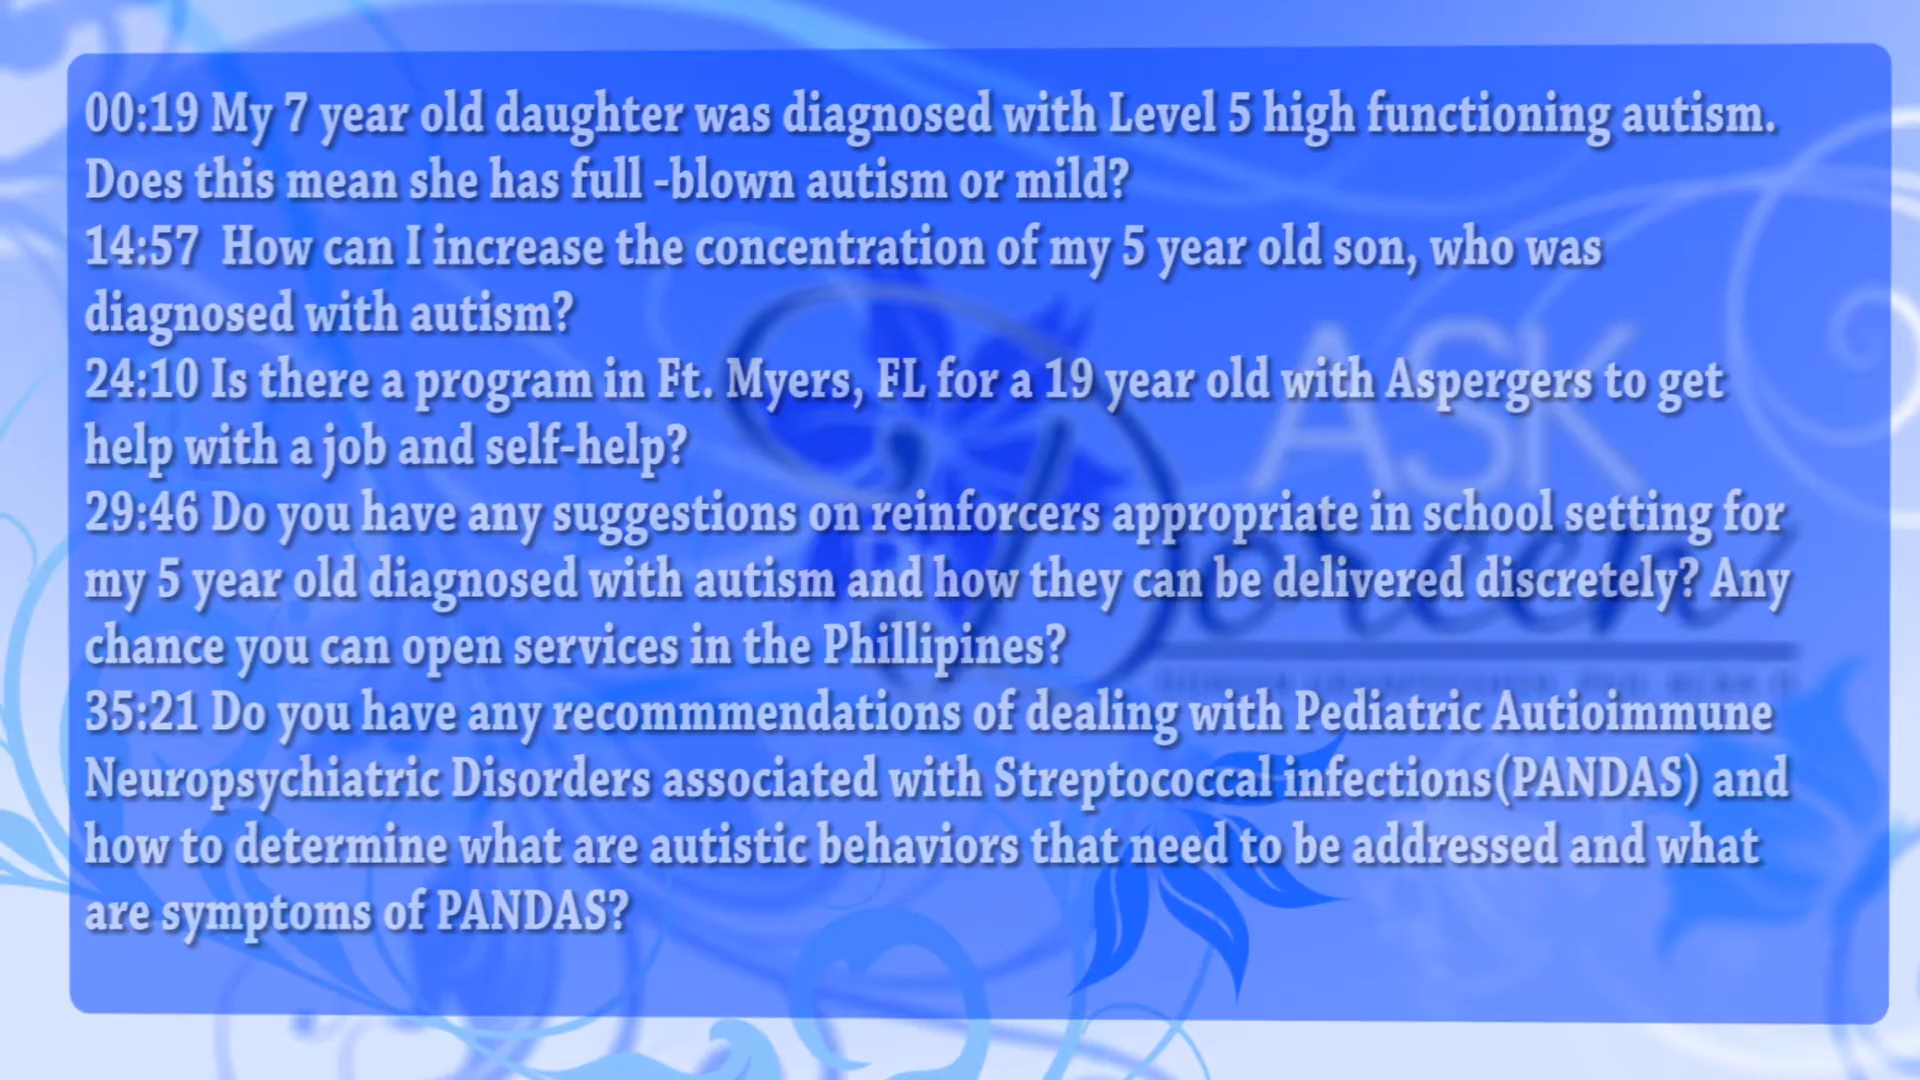 00:19 My 7 year old daughter was diagnosed with Level 5 high functioning autism.
Does this mean she has full -blown autism or mild?
14:57 How can I increase the concentration of my 5 year old son, who was
diagnosed with autism?
24:10 Is there a program in Ft. Myers, FL for a 19 year old with Aspergers to get
help with a job and self-help?
29:46 Do you have any suggestions on reinforcers appropriate in school setting for
my 5 year old diagnosed with autism and how they can be delivered discretely? Any
chance you can open services in the Phillipines?
35:21 Do you have any recommmendations of dealing with Pediatric Autioimmune
Neuropsychiatric Disorders associated with Streptococcal infections(PANDAS) and
how to determine what are autistic behaviors that need to be addressed and what
are symptoms of PANDAS?
ASK
Doreen